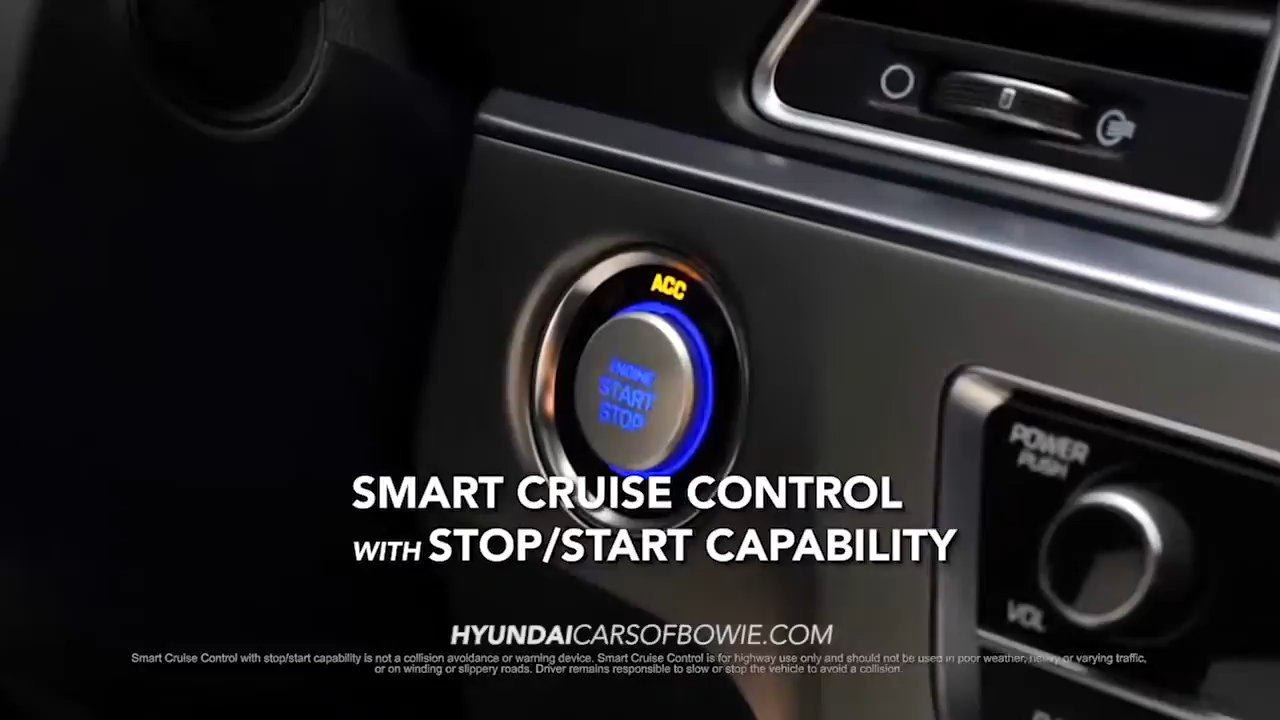 ACC
ENGINE
START
STOP
POWER
PUSH
VOL
SMART CRUISE CONTROL
WITH STOP/START CAPABILITY
HYUNDAICARSOFBOWIE.COM
Smart Cruise Control with stop/start capability is not a collision avoidance or warning device. Smart Cruise Control is for highway use only and should not be used in poor weather, heavy or varying traffic,
or on winding or slippery roads. Driver remains responsible to slow or stop the vehicle to avoid a collision.